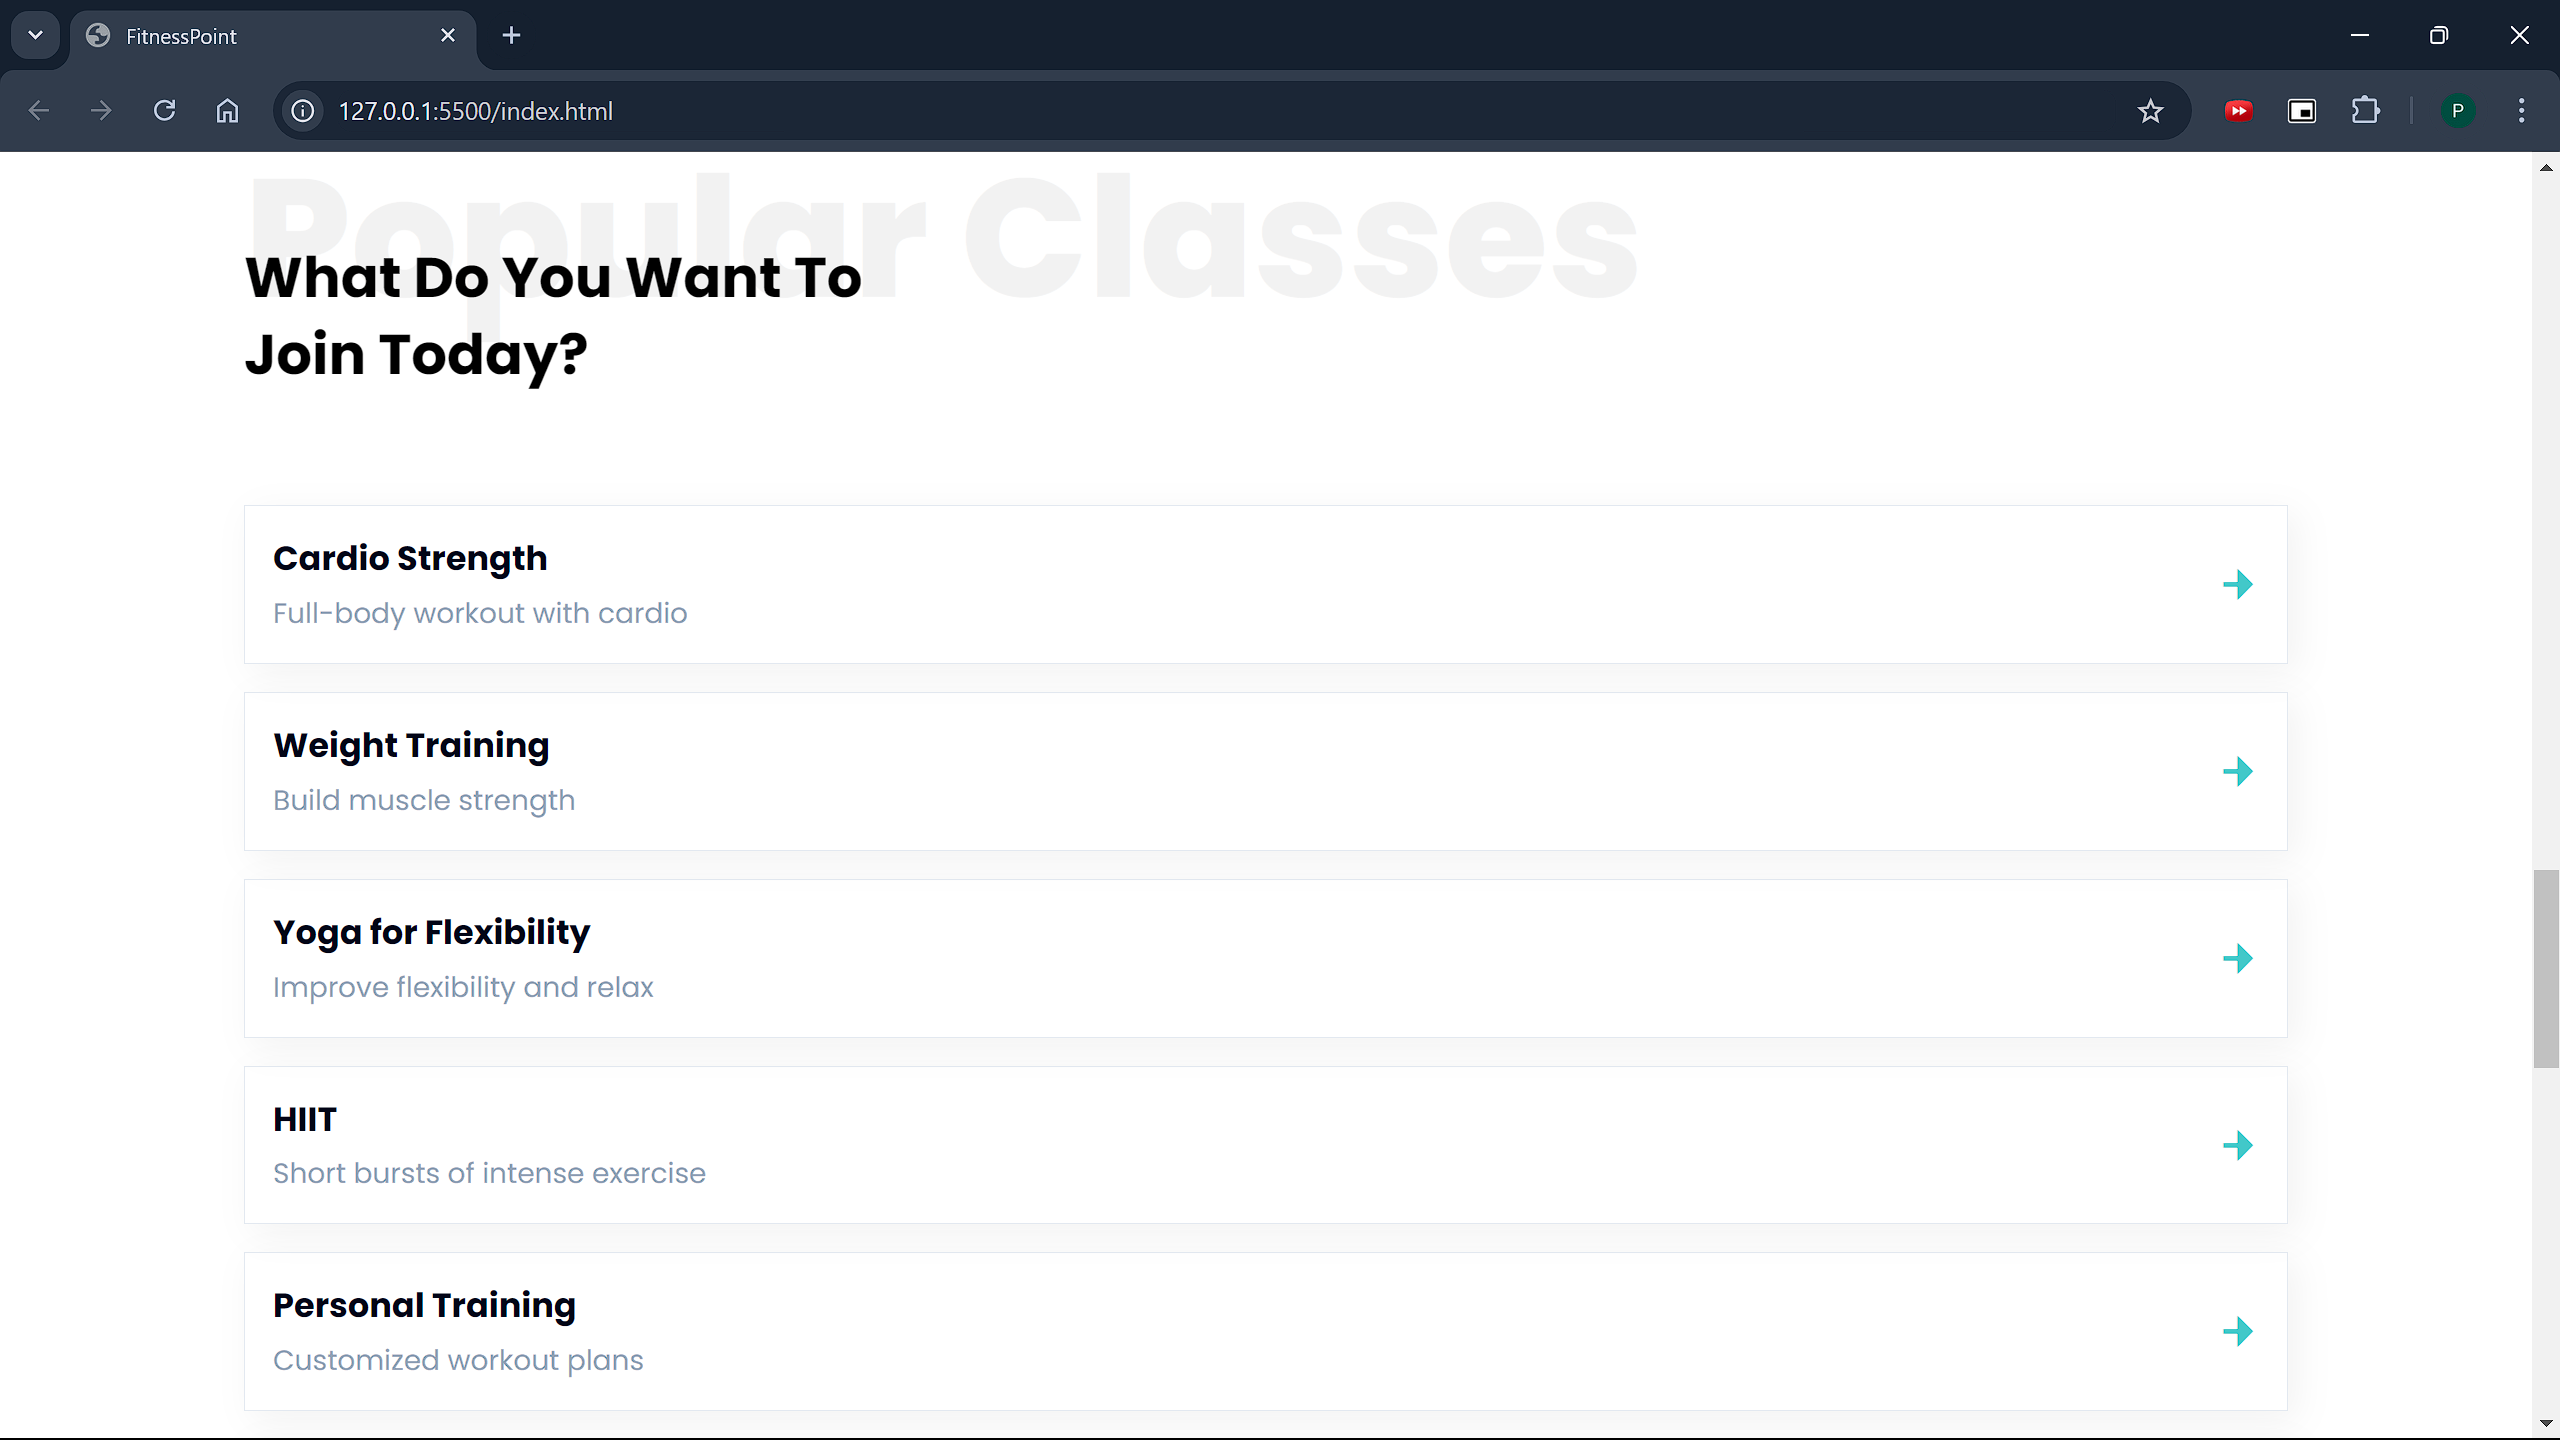 FitnessPoint
127.0.0.1:5500/index.html
P
Popular Classes
What Do You Want To
Join Today?
Cardio Strength
Full-body workout with cardio
Weight Training
Build muscle strength
Yoga for Flexibility
Improve flexibility and relax
HIIT
Short bursts of intense exercise
Personal Training
Customized workout plans